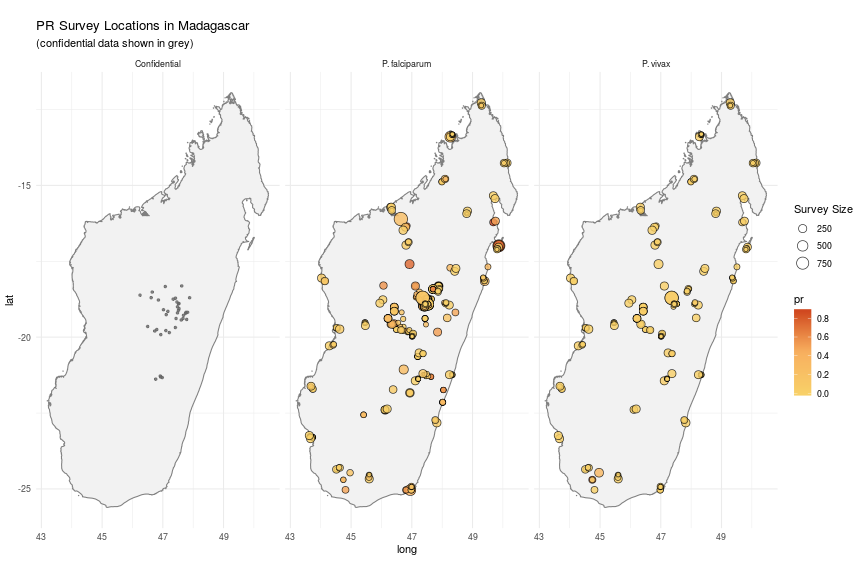 PR Survey Locations in Madagascar
(confidential data shown in grey)
Confidential
P. falciparum
P. vivax
-15
-20
-25
lat
43
45
47
49
43
45
47
49
43
45
47
49
long
Survey Size
250
500
750
pr
0.8
0.6
0.4
0.2
0.0